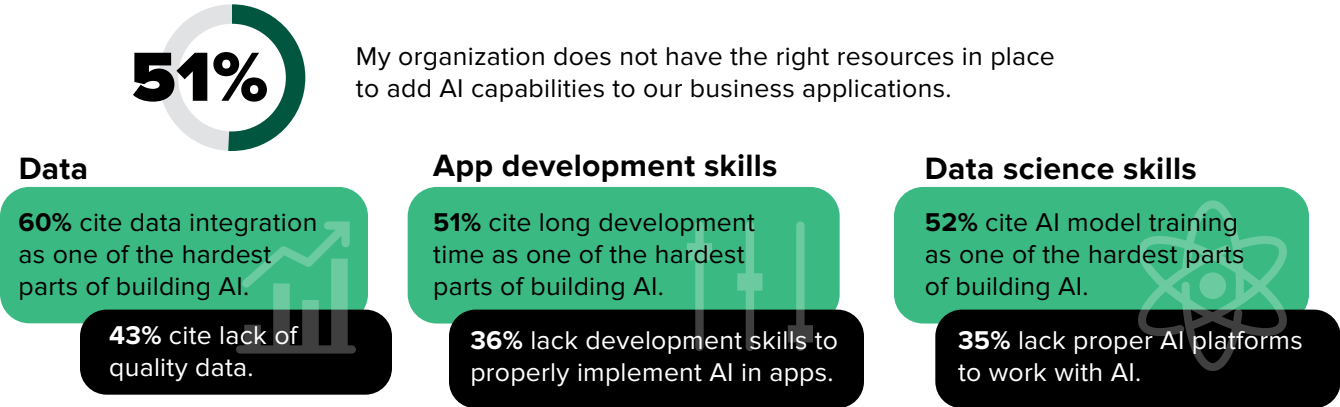 51%
My organization does not have the right resources in place
to add AI capabilities to our business applications.
Data
60% cite data integration
as one of the hardest
parts of building AI.
43% cite lack of
quality data.
App development skills
51% cite long development
time as one of the hardest
parts of building AI.
36% lack development skills to
properly implement AI in apps.
Data science skills
52% cite AI model training
as one of the hardest parts
of building AI.
35% lack proper AI platforms
to work with AI.